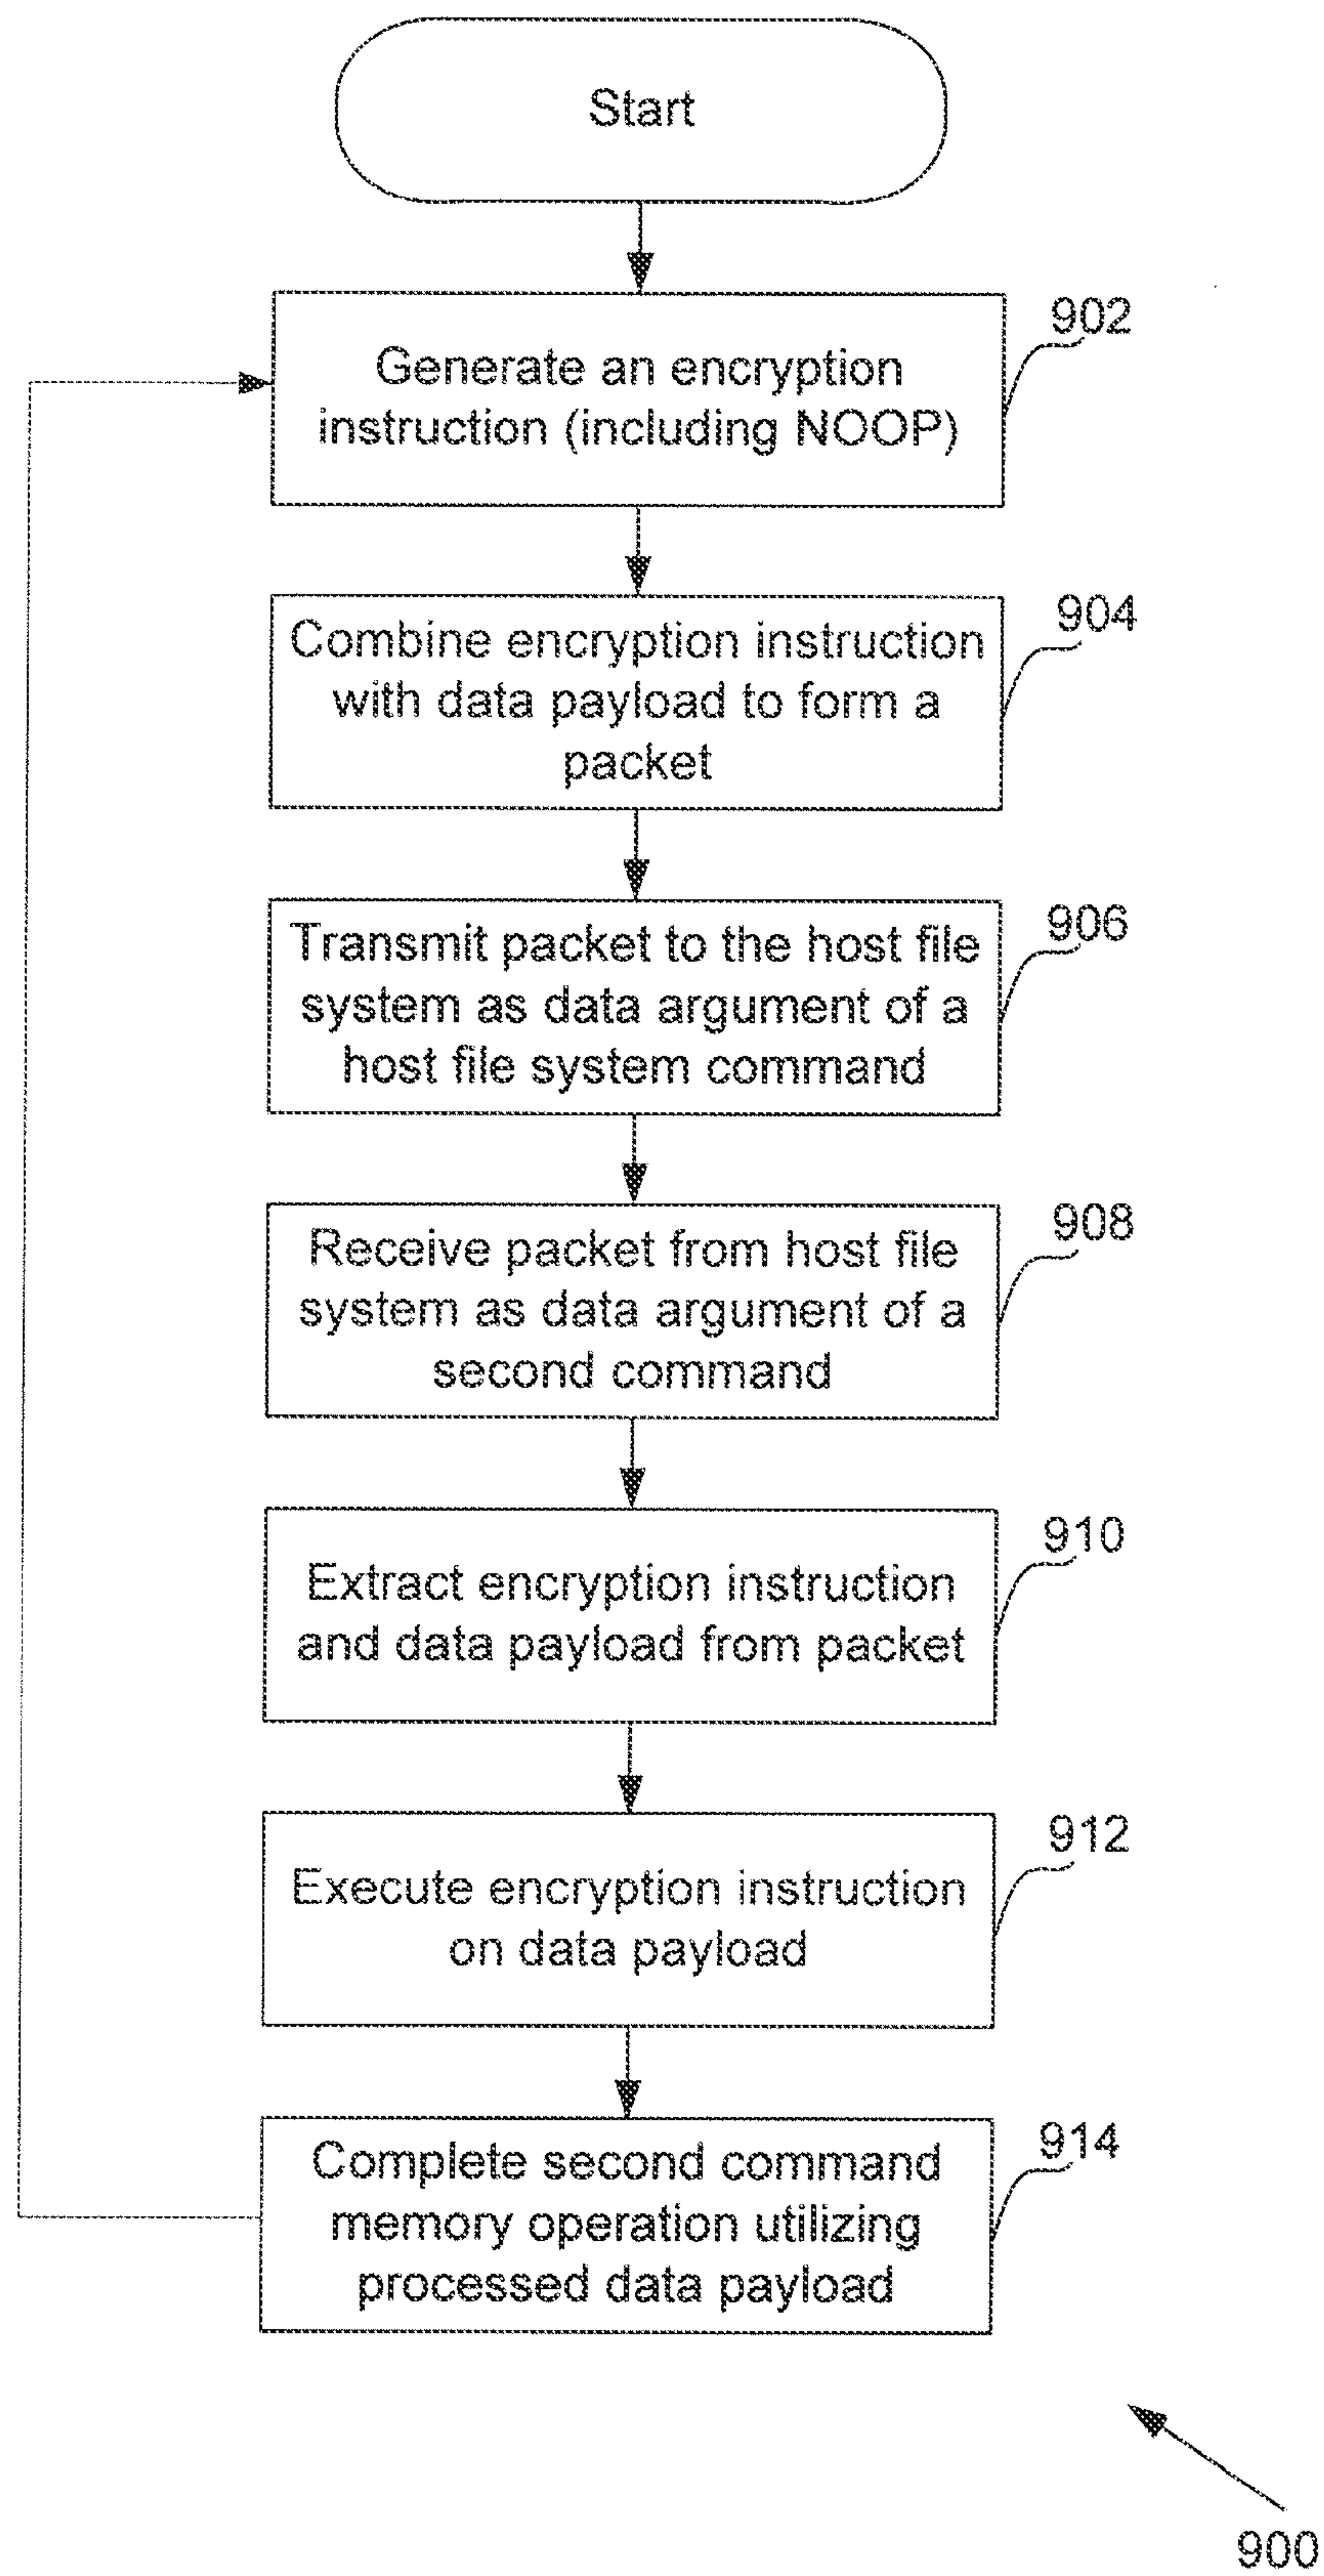 Start
902
Generate an encryption
instruction (including NOOP)
904
Combine encryption instruction
with data payload to form a
packet
906
Transmit packet to the host file
system as data argument of a
host file system command
908
Receive packet from host file
system as data argument of a
second command
910
Extract encryption instruction
and data payload from packet
912
Execute encryption instruction
on data payload
914
Complete second command
memory operation utilizing
processed data payload
900